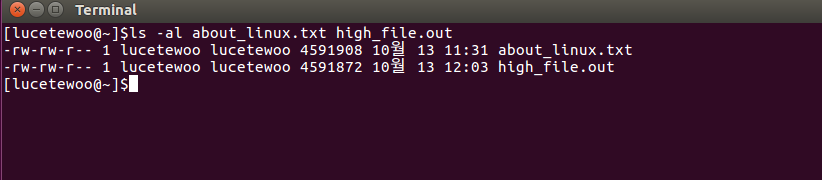 Terminal
[lucetewoo@~]$ls -al about_linux.txt high_file.out
-rw-rw-r-- 1 lucetewoo lucetewoo 4591908 10월 13 11:31 about_linux.txt
-rw-rw-r-- 1 lucetewoo lucetewoo 4591872 10월 13 12:03 high_file.out
[lucetewoo@~]$